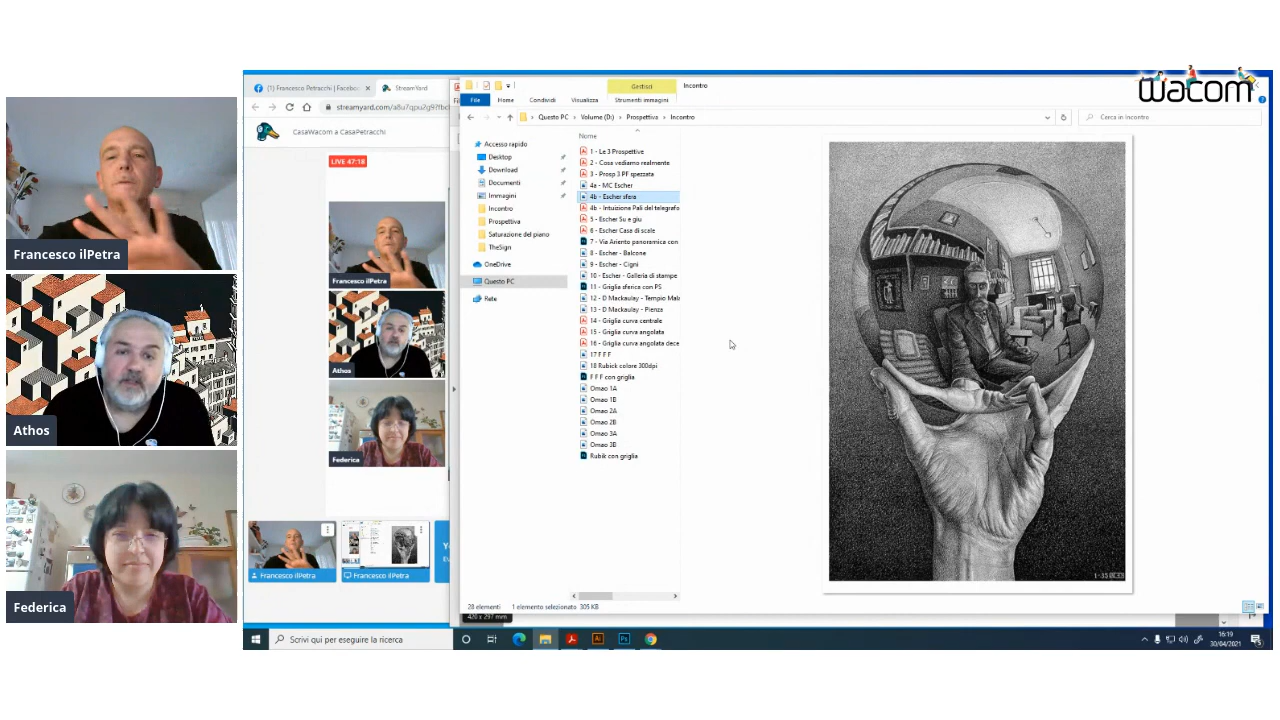 wacom
Francesco ilPetra
Athos
Federica
(1) Francesco Petracchi | Faceboo
StreamYard
CasaWacom a CasaPetracchi
LIVE 47:18
Francesco ilPetra
Athos
Federica
Francesco ilPetra
Francesco ilPetra
Gestisci
Incontro
File
Home
Condividi
Visualizza
Strumenti immagini
Questo PC > Volume (D:) > Prospettiva > Incontro
Cerca in Incontro
Accesso rapido
Desktop
Download
Documenti
Immagini
Incontro
Prospettiva
Saturazione del piano
TheSign
OneDrive
Questo PC
Rete
Nome
1 - Le 3 Prospettive
2 - Cosa vediamo realmente
3 - Prosp 3 PF spezzata
4a - MC Escher
4b - Escher sfera
4b - Intuizione Pali del telegrafo
5 - Escher Su e giu
6 - Escher Casa di scale
7 - Via Ariento panoramica con
8 - Escher - Balcone
9 - Escher - Cigni
10 - Escher - Galleria di stampe
11 - Griglia sferica con PS
12 - D Mackaulay - Tempio Mala
13 - D Mackaulay - Pienza
14 - Griglia curva centrale
15 - Griglia curva angolata
16 - Griglia curva angolata dece
17 F F F
18 Rubick colore 300dpi
F F F con griglia
Omao 1A
Omao 1B
Omao 2A
Omao 2B
Omao 3A
Omao 3B
Rubik con griglia
28 elementi
1 elemento selezionato 305 KB
420 x 297 mm
Scrivi qui per eseguire la ricerca
16:19
30/04/2021